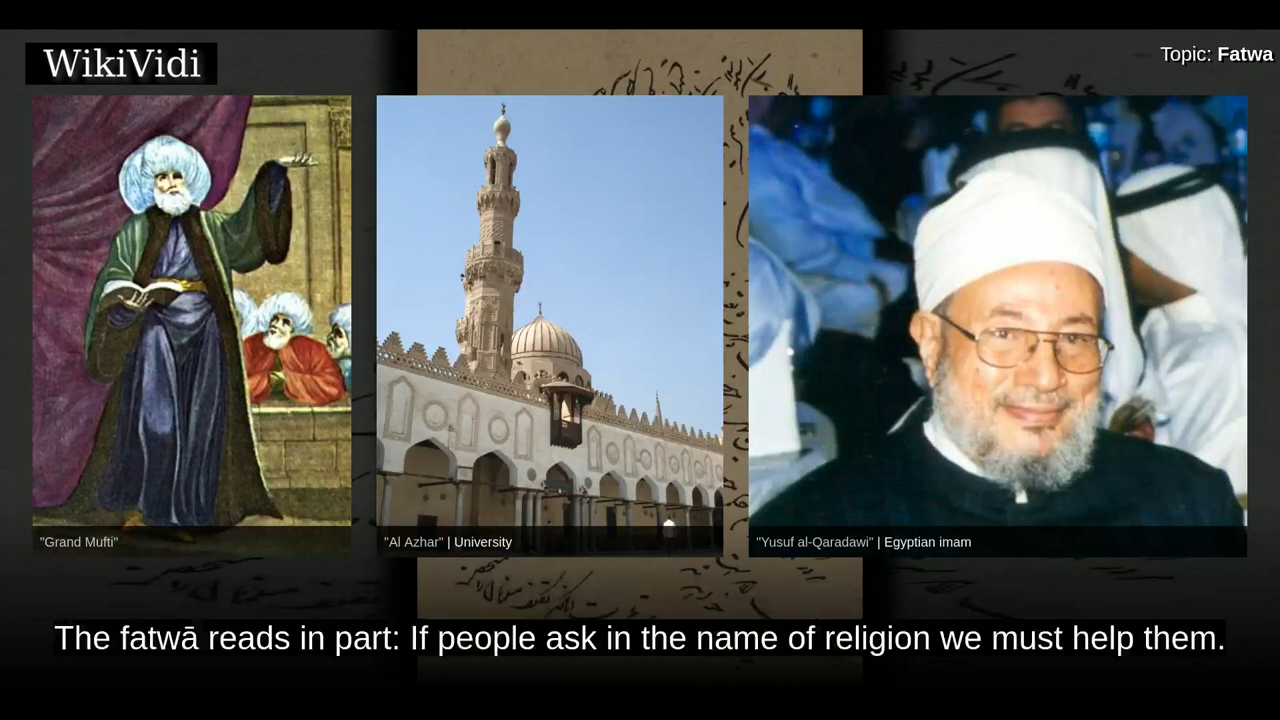 WikiVidi
Topic: Fatwa
"Grand Mufti"
"Al Azhar" | University
"Yusuf al-Qaradawi" | Egyptian imam
The fatwā reads in part: If people ask in the name of religion we must help them.